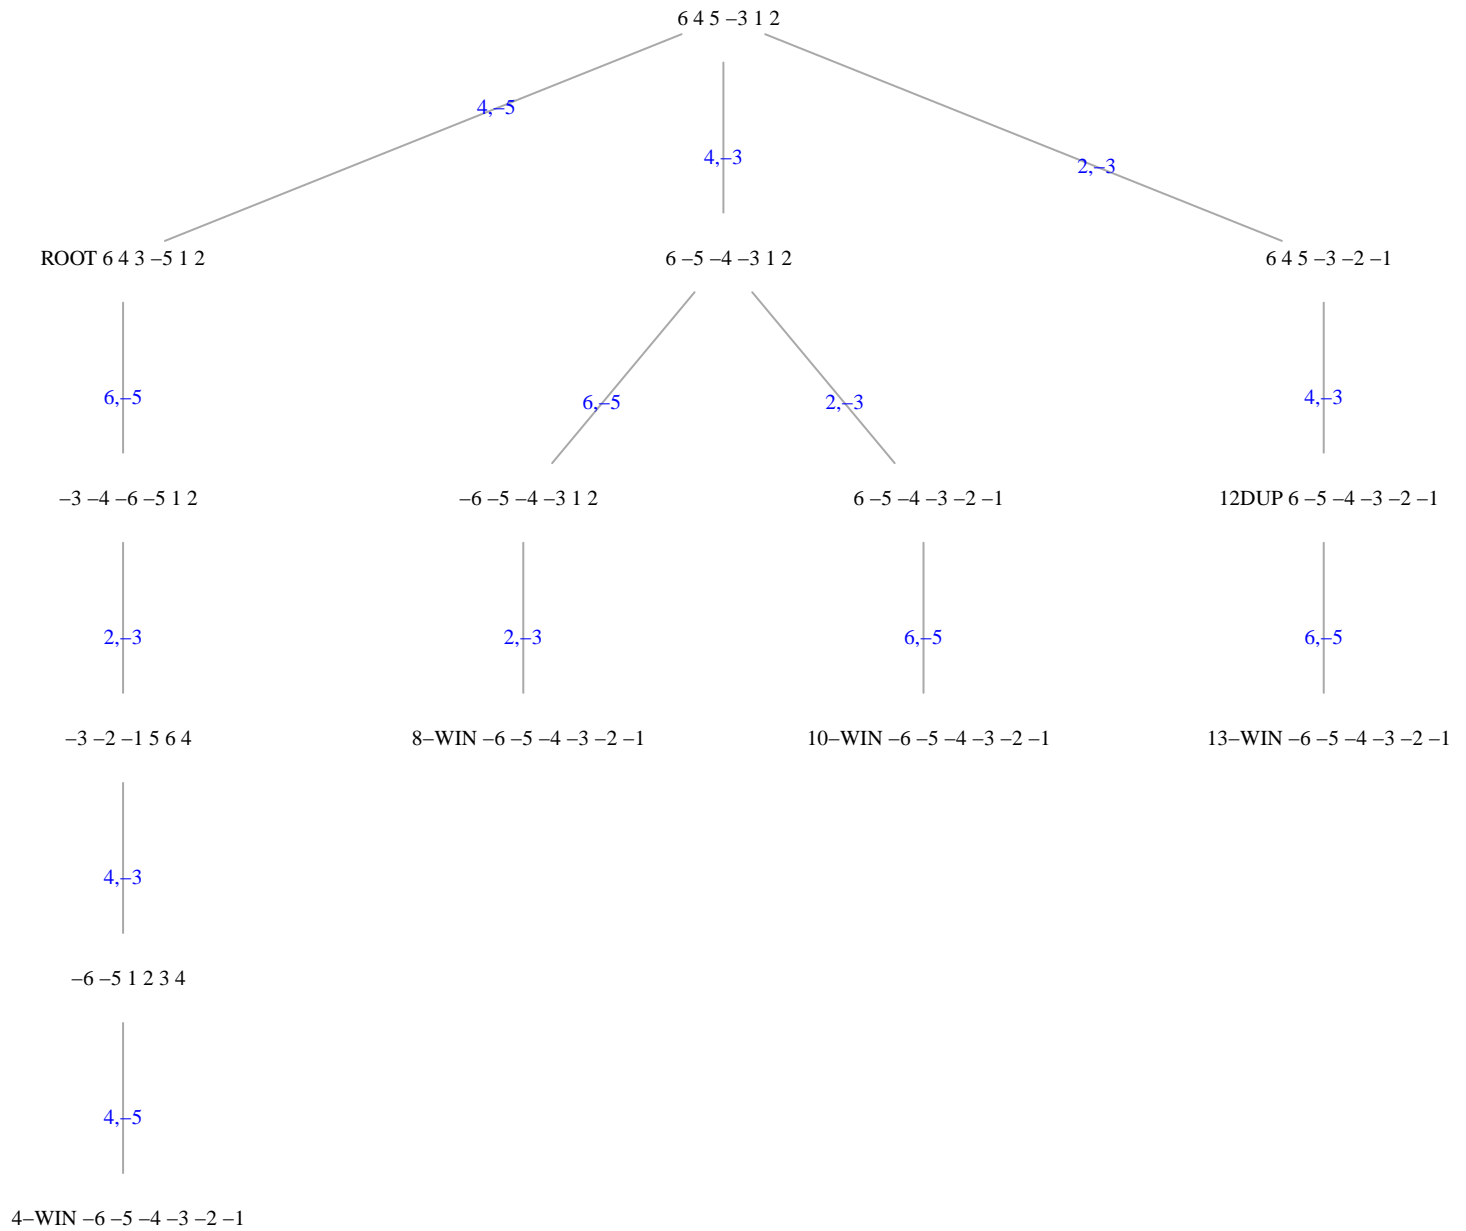 6 4 5 −3 1 2
4,−5
4,−3
2,−3
ROOT 6 4 3 −5 1 2
6 −5 −4 −3 1 2
6 4 5 −3 −2 −1
6,−5
6,−5
2,−3
4,−3
−3 −4 −6 −5 1 2
−6 −5 −4 −3 1 2
6 −5 −4 −3 −2 −1
12DUP 6 −5 −4 −3 −2 −1
2,−3
2,−3
6,−5
6,−5
−3 −2 −1 5 6 4
8−WIN −6 −5 −4 −3 −2 −1
10−WIN −6 −5 −4 −3 −2 −1
13−WIN −6 −5 −4 −3 −2 −1
4,−3
−6 −5 1 2 3 4
4,−5
4−WIN −6 −5 −4 −3 −2 −1